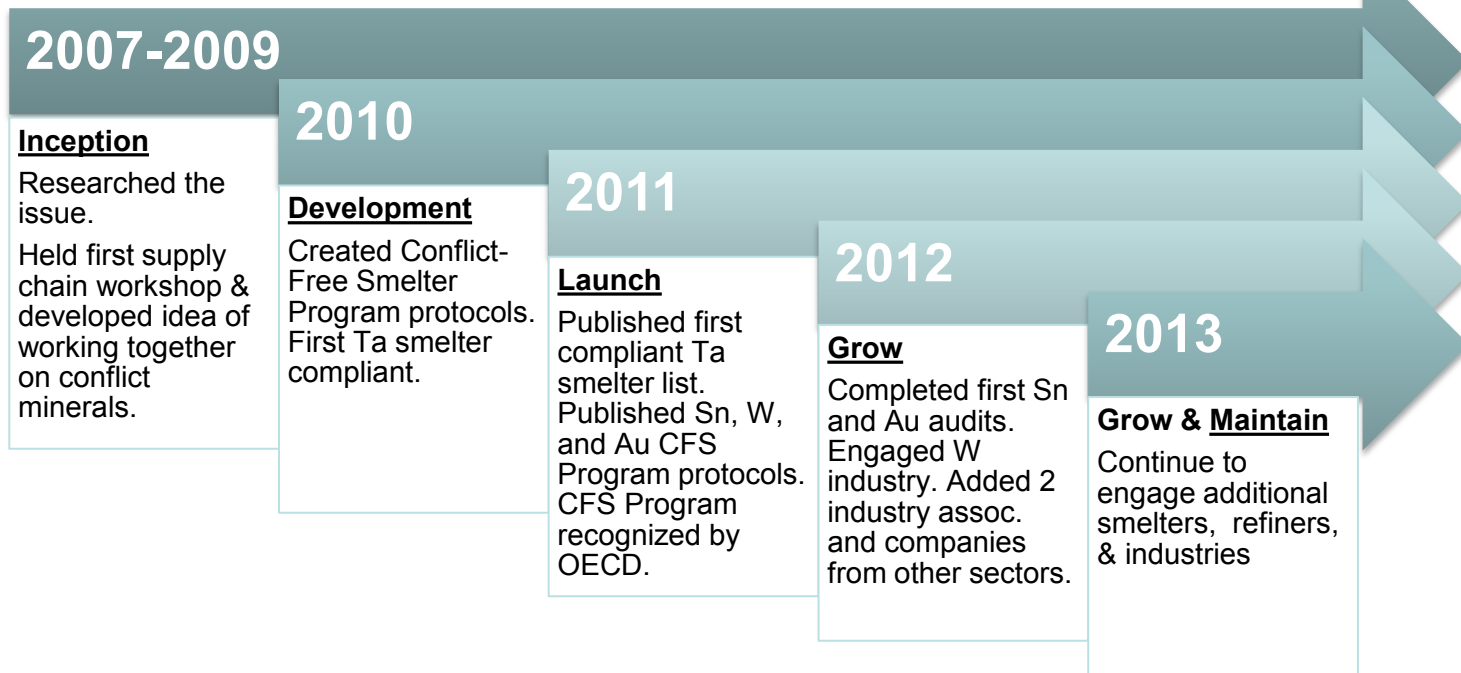 2007-2009
Inception
Researched the
issue.
Held first supply
chain workshop &
developed idea of
working together
on conflict
minerals.
2010
Development
Created Conflict-
Free Smelter
Program protocols.
First Ta smelter
compliant.
2011
Launch
Published first
compliant Ta
smelter list.
Published Sn, W,
and Au CFS
Program protocols.
CFS Program
recognized by
OECD.
2012
Grow
Completed first Sn
and Au audits.
Engaged W
industry. Added 2
industry assoc.
and companies
from other sectors.
2013
Grow & Maintain
Continue to
engage additional
smelters, refiners,
& industries